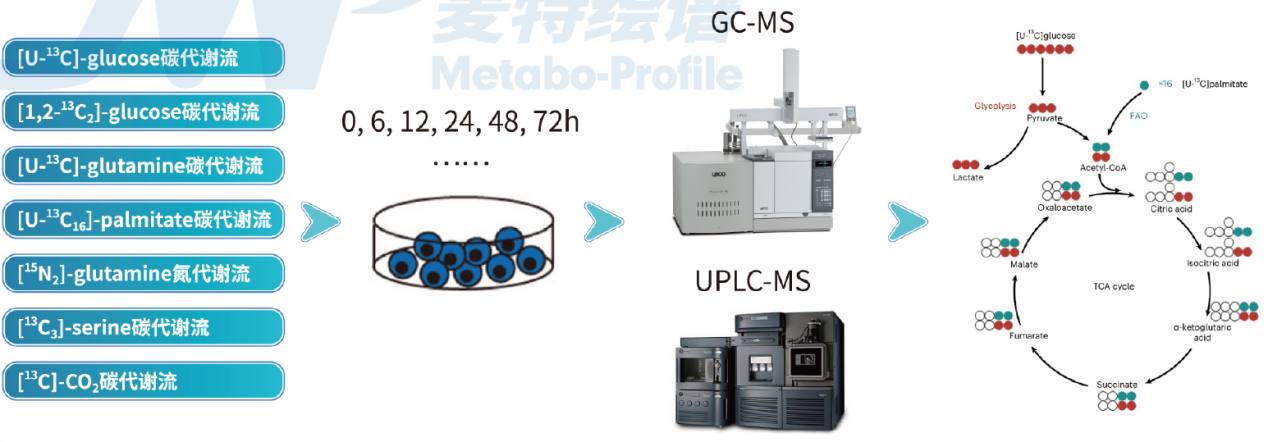 麦特绘谱
Metabo-Profile
[U-¹³C]-glucose碳代谢流
[1,2-¹³C₂]-glucose碳代谢流
[U-¹³C]-glutamine碳代谢流
[U-¹³C₁₆]-palmitate碳代谢流
[¹⁵N₂]-glutamine氮代谢流
[¹³C₃]-serine碳代谢流
[¹³C]-CO₂碳代谢流
0, 6, 12, 24, 48, 72h
……
GC-MS
LECO
UPLC-MS
[U-¹³C]glucose
×16 [U-¹³C]palmitate
Glycolysis
Pyruvate
FAO
Lactate
Acetyl-CoA
Oxaloacetate
Citric acid
Malate
Isocitric acid
TCA cycle
Fumarate
α-ketoglutaric
acid
Succinate